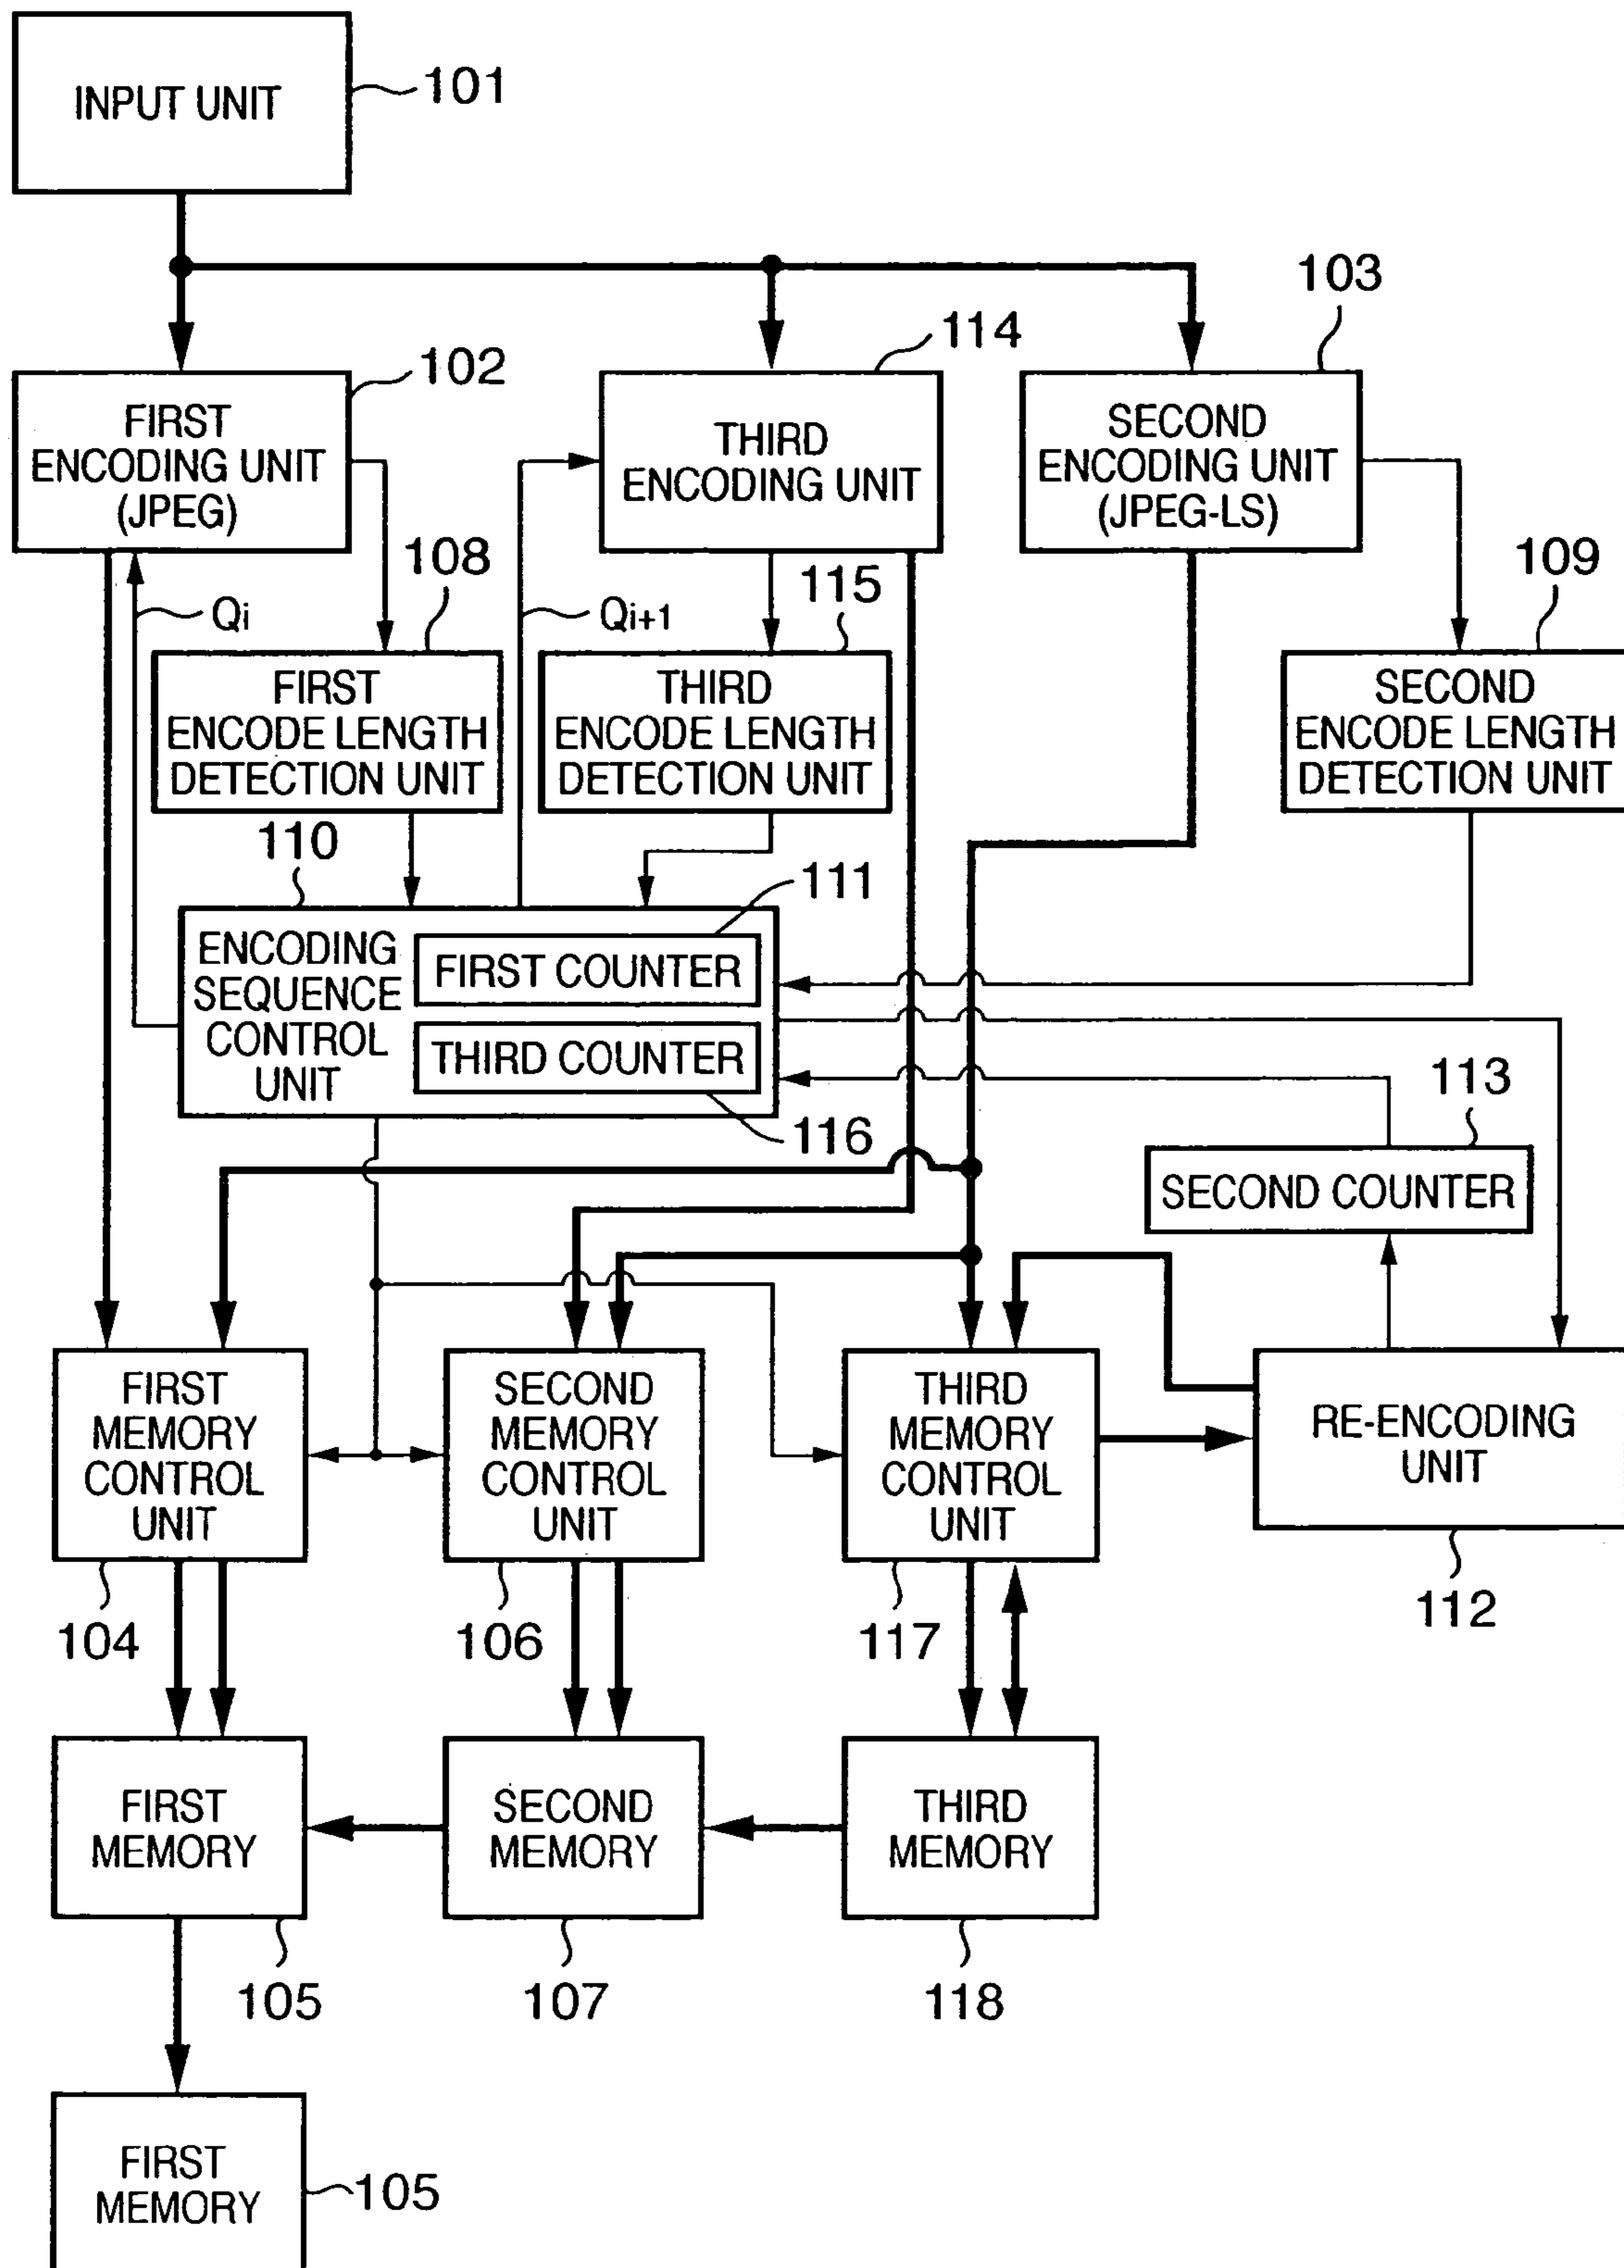 INPUT UNIT
101
103
114
102
FIRST
ENCODING UNIT
(JPEG)
THIRD
ENCODING UNIT
SECOND
ENCODING UNIT
(JPEG-LS)
108
115
109
Qi
Qi+1
FIRST
ENCODE LENGTH
DETECTION UNIT
THIRD
ENCODE LENGTH
DETECTION UNIT
SECOND
ENCODE LENGTH
DETECTION UNIT
110
111
ENCODING
SEQUENCE
CONTROL
UNIT
FIRST COUNTER
THIRD COUNTER
116
113
SECOND COUNTER
FIRST
MEMORY
CONTROL
UNIT
SECOND
MEMORY
CONTROL
UNIT
THIRD
MEMORY
CONTROL
UNIT
RE-ENCODING
UNIT
104
106
117
112
FIRST
MEMORY
SECOND
MEMORY
THIRD
MEMORY
105
107
118
FIRST
MEMORY
105